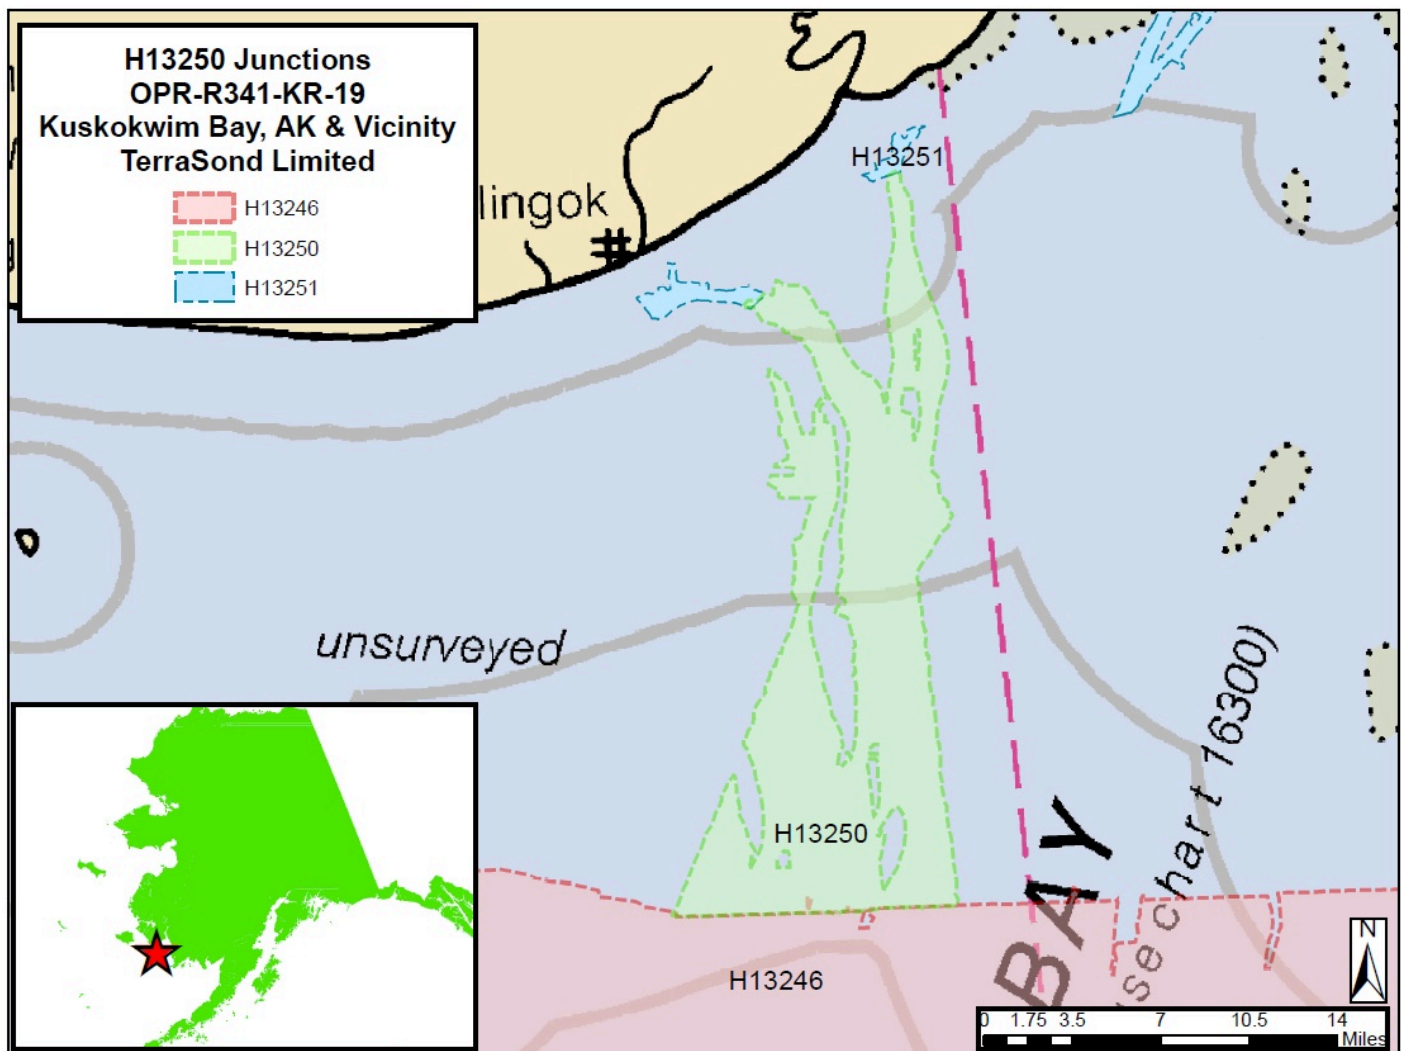 H13250 Junctions
OPR-R341-KR-19
Kuskokwim Bay, AK & Vicinity
TerraSond Limited
H13246
H13250
H13251
lingok
H13251
unsurveyed
H13250
H13246
BAY
use chart 16300)
N
0 1.75 3.5 7 10.5 14
Miles